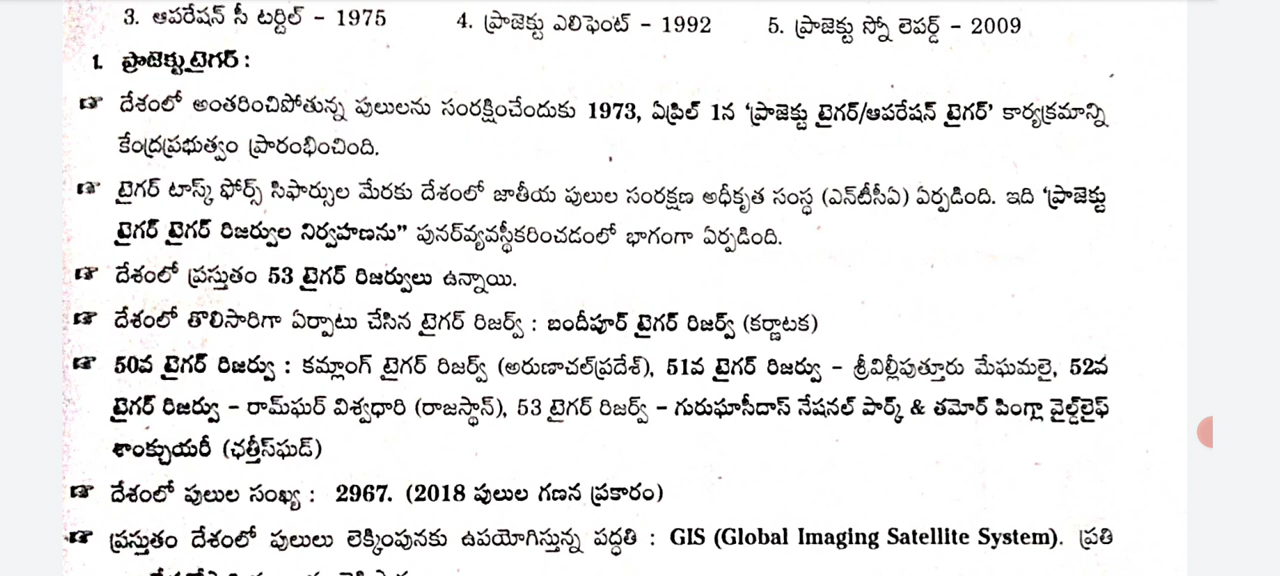 3. ఆపరేషన్ సీ టర్టిల్ – 1975 4. ప్రాజెక్టు ఎలిఫెంట్ – 1992 5. ప్రాజెక్టు స్నో లెపర్డ్ – 2009
1. ప్రాజెక్టుటైగర్ :
☞ దేశంలో అంతరించిపోతున్న పులులను సంరక్షించేందుకు 1973, ఏప్రిల్ 1న 'ప్రాజెక్టు టైగర్/ఆపరేషన్ టైగర్' కార్యక్రమాన్ని
కేంద్రప్రభుత్వం ప్రారంభించింది.
☞ టైగర్ టాస్క్ ఫోర్స్ సిఫార్సుల మేరకు దేశంలో జాతీయ పులుల సంరక్షణ అధీకృత సంస్థ (ఎన్‌టీసీఏ) ఏర్పడింది. ఇది 'ప్రాజెక్టు
టైగర్ టైగర్ రిజర్వుల నిర్వహణను" పునర్‌వ్యవస్థీకరించడంలో భాగంగా ఏర్పడింది.
☞ దేశంలో ప్రస్తుతం 53 టైగర్ రిజర్వులు ఉన్నాయి.
☞ దేశంలో తొలిసారిగా ఏర్పాటు చేసిన టైగర్ రిజర్వ్ : బందీపూర్ టైగర్ రిజర్వ్ (కర్ణాటక)
☞ 50వ టైగర్ రిజర్వు : కమ్లాంగ్ టైగర్ రిజర్వ్ (అరుణాచల్‌ప్రదేశ్), 51వ టైగర్ రిజర్వు – శ్రీవిల్లీపుత్తూరు మేఘమలై, 52వ
టైగర్ రిజర్వు – రామ్‌ఘర్ విశ్వధారి (రాజస్థాన్), 53 టైగర్ రిజర్వ్ – గురుఘాసీదాస్ నేషనల్ పార్క్ & తమోర్ పింగ్లా వైల్డ్‌లైఫ్
శాంక్చుయరీ (ఛత్తీస్‌ఘడ్)
☞ దేశంలో పులుల సంఖ్య : 2967. (2018 పులుల గణన ప్రకారం)
☞ ప్రస్తుతం దేశంలో పులులు లెక్కింపునకు ఉపయోగిస్తున్న పద్ధతి : GIS (Global Imaging Satellite System). ప్రతి